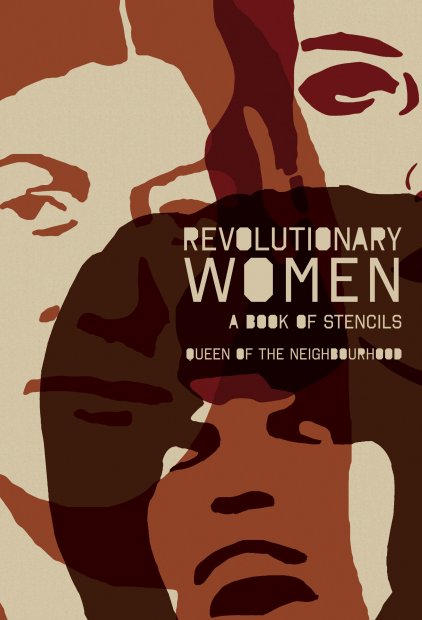 REVOLUTIONARY
WOMEN
A BOOK OF STENCILS
QUEEN OF THE NEIGHBOURHOOD